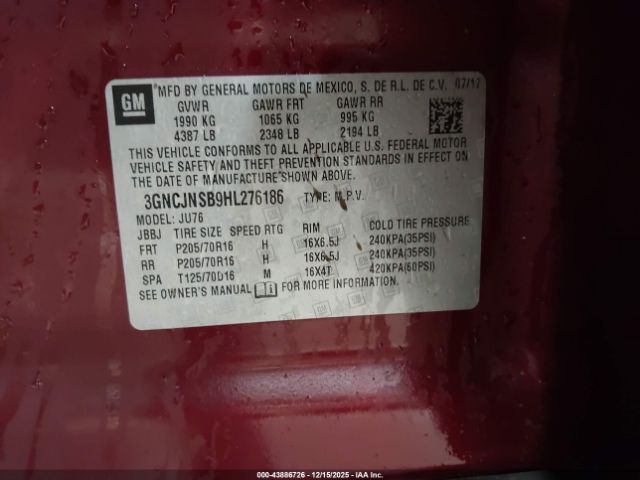 GM
MFD BY GENERAL MOTORS DE MEXICO, S. DE R.L. DE C.V. 07/17
GVWR GAWR FRT GAWR RR
1990 KG 1065 KG 995 KG
4387 LB 2348 LB 2194 LB
THIS VEHICLE CONFORMS TO ALL APPLICABLE U.S. FEDERAL MOTOR
VEHICLE SAFETY AND THEFT PREVENTION STANDARDS IN EFFECT ON
DATE OF MANUFACTURE SHOWN ABOVE.
3GNCJNSB9HL276186 TYPE: M.P.V.
MODEL: JU76
JBBJ TIRE SIZE SPEED RTG RIM COLD TIRE PRESSURE
FRT P205/70R16 H 16X6.5J 240KPA(35PSI)
RR P205/70R16 H 16X6.5J 240KPA(35PSI)
SPA T125/70D16 M 16X4T 420KPA(60PSI)
SEE OWNER'S MANUAL FOR MORE INFORMATION.
000-43886726 - 12/15/2025 - IAA Inc.